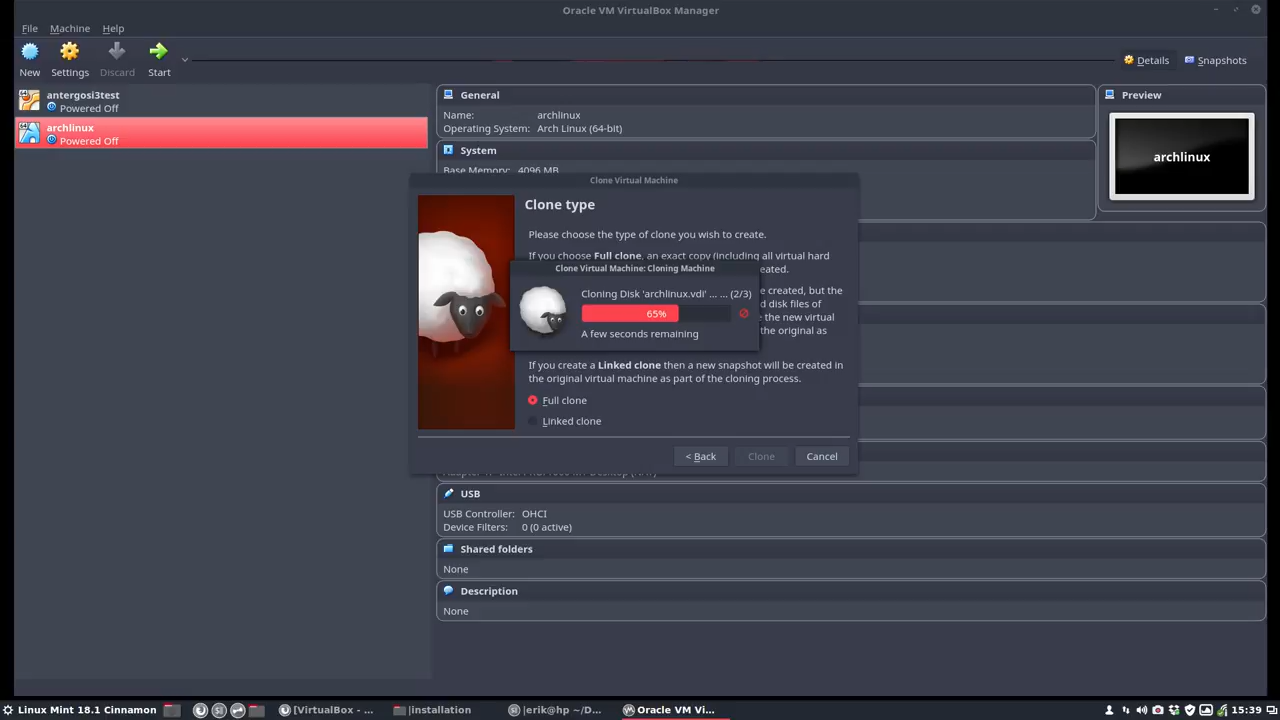 Oracle VM VirtualBox Manager
File Machine Help
New Settings Discard Start
Details Snapshots
antergosi3test
Powered Off
archlinux
Powered Off
General
Name: archlinux
Operating System: Arch Linux (64-bit)
System
Base Memory: 4096 MB
Preview
archlinux
Clone Virtual Machine
Clone type
Please choose the type of clone you wish to create.
If you choose Full clone, an exact copy (including all virtual hard
eated.
e created, but the
d disk files of
e the new virtual
the original as
Clone Virtual Machine: Cloning Machine
Cloning Disk 'archlinux.vdi' ... ... (2/3)
65%
A few seconds remaining
If you create a Linked clone then a new snapshot will be created in
the original virtual machine as part of the cloning process.
Full clone
Linked clone
< Back Clone Cancel
USB
USB Controller: OHCI
Device Filters: 0 (0 active)
Shared folders
None
Description
None
Linux Mint 18.1 Cinnamon [VirtualBox - ... |installation |erik@hp ~/D... Oracle VM Vi... 15:39